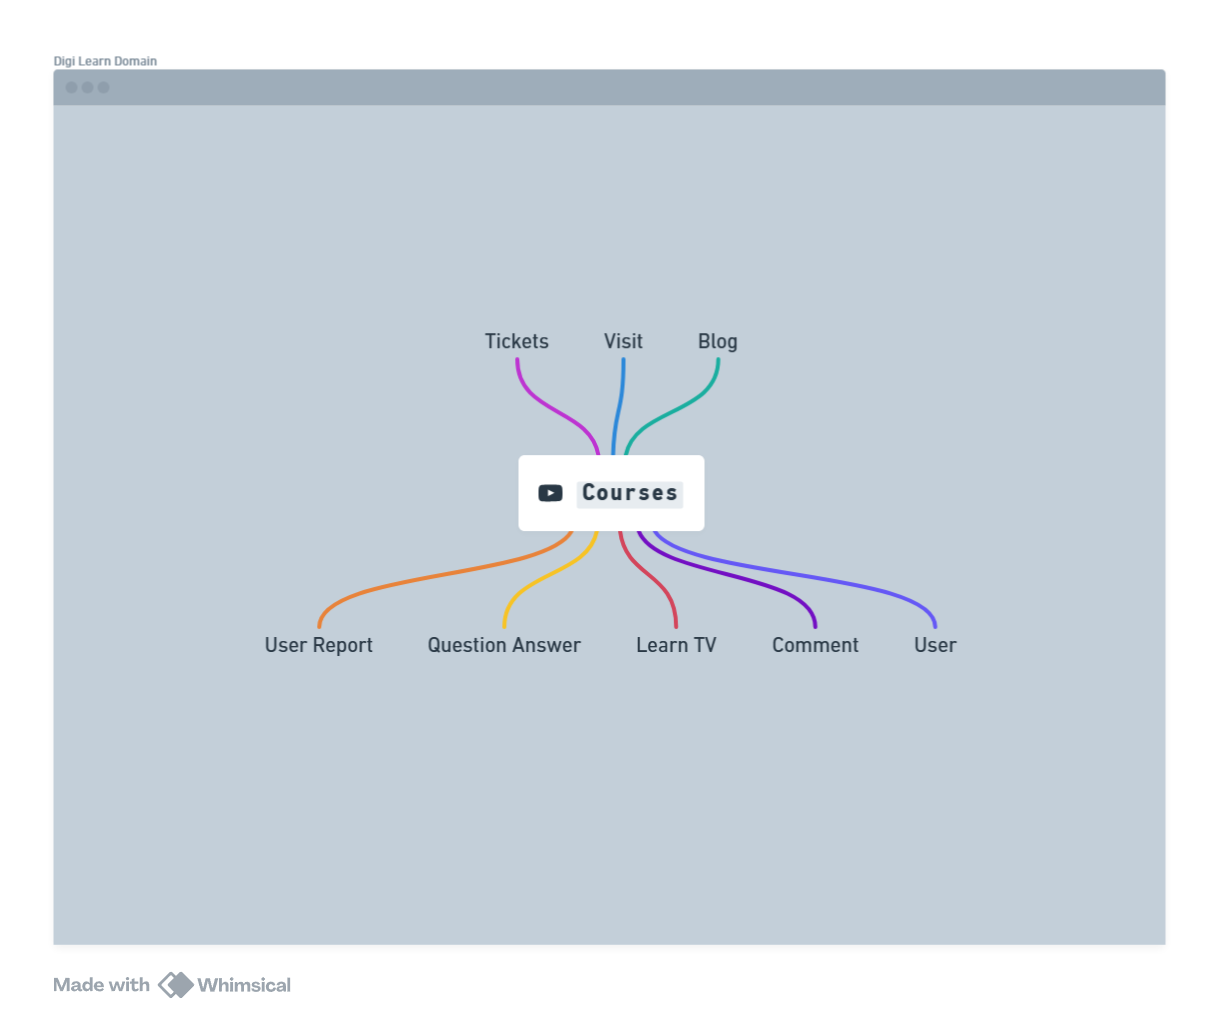 Digi Learn Domain
Tickets Visit Blog
Courses
User Report Question Answer Learn TV Comment User
Made with Whimsical